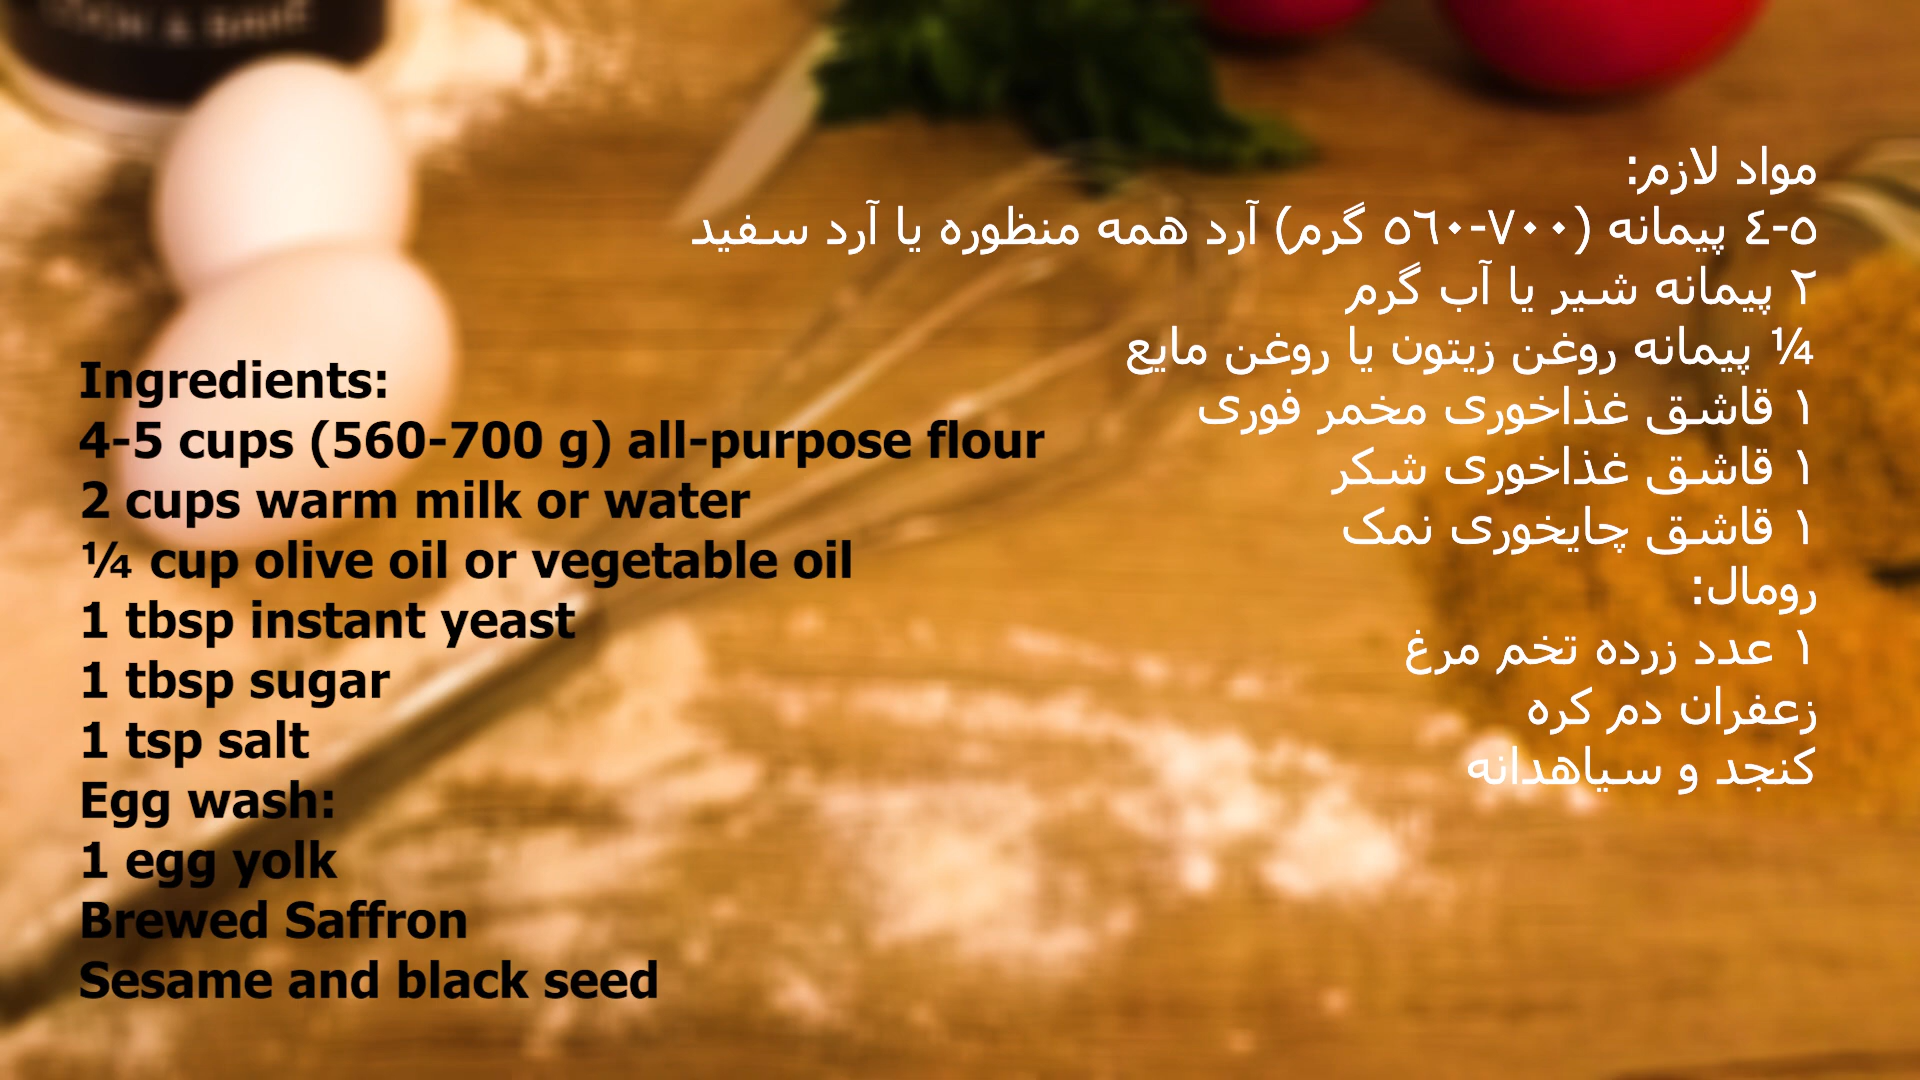 Ingredients:
4-5 cups (560-700 g) all-purpose flour
2 cups warm milk or water
¼ cup olive oil or vegetable oil
1 tbsp instant yeast
1 tbsp sugar
1 tsp salt
Egg wash:
1 egg yolk
Brewed Saffron
Sesame and black seed
مواد لازم:
٤-٥ پیمانه (٧٠٠-٥٦٠ گرم) آرد همه منظوره یا آرد سفید
٢ پیمانه شیر یا آب گرم
¼ پیمانه روغن زیتون یا روغن مایع
١ قاشق غذاخوری مخمر فوری
١ قاشق غذاخوری شکر
١ قاشق چایخوری نمک
رومال:
١ عدد زرده تخم مرغ
زعفران دم کره
کنجد و سیاهدانه